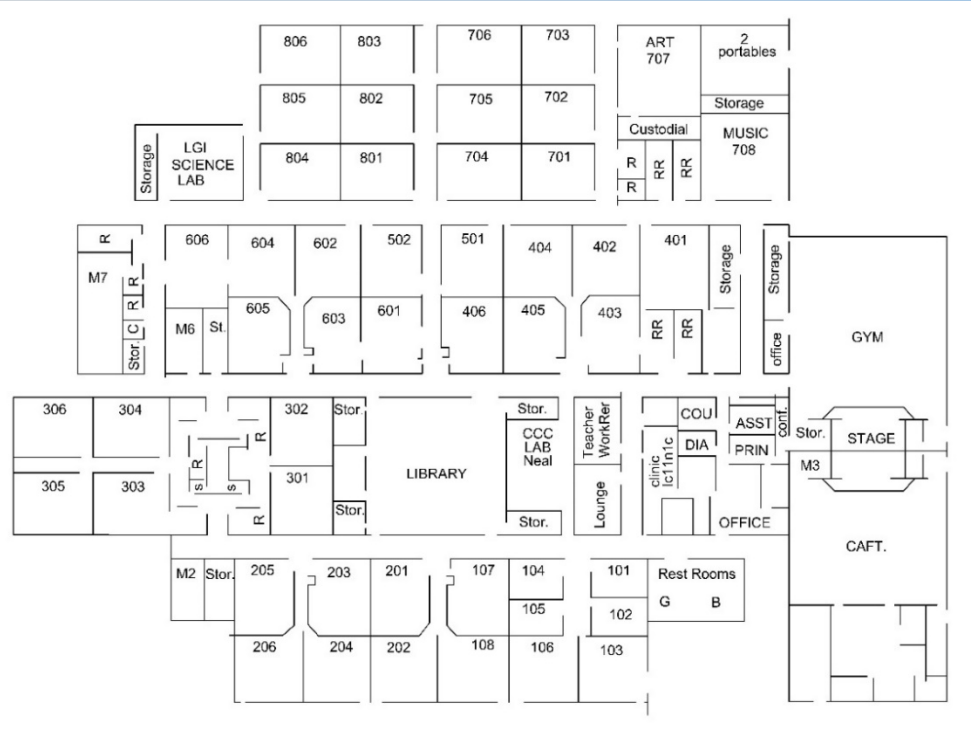 806
803
706
703
ART
707
2
portables
805
802
705
702
Storage
Custodial
MUSIC
708
Storage
LGI
SCIENCE
LAB
804
801
704
701
R
R
RR
RR
R
M7
R
R
C
Stor.
606
604
602
502
501
404
402
401
Storage
Storage
M6
St.
605
603
601
406
405
403
RR
RR
office
GYM
306
304
305
303
R
R
s
s
R
302
301
Stor.
Stor.
LIBRARY
Stor.
CCC
LAB
Neal
Stor.
Teacher
WorkRer
Lounge
clinic
lc11n1c
COU
DIA
ASST
PRIN
conf.
OFFICE
Stor.
M3
STAGE
CAFT.
M2
Stor.
205
203
201
107
104
101
Rest Rooms
G
B
105
102
206
204
202
108
106
103